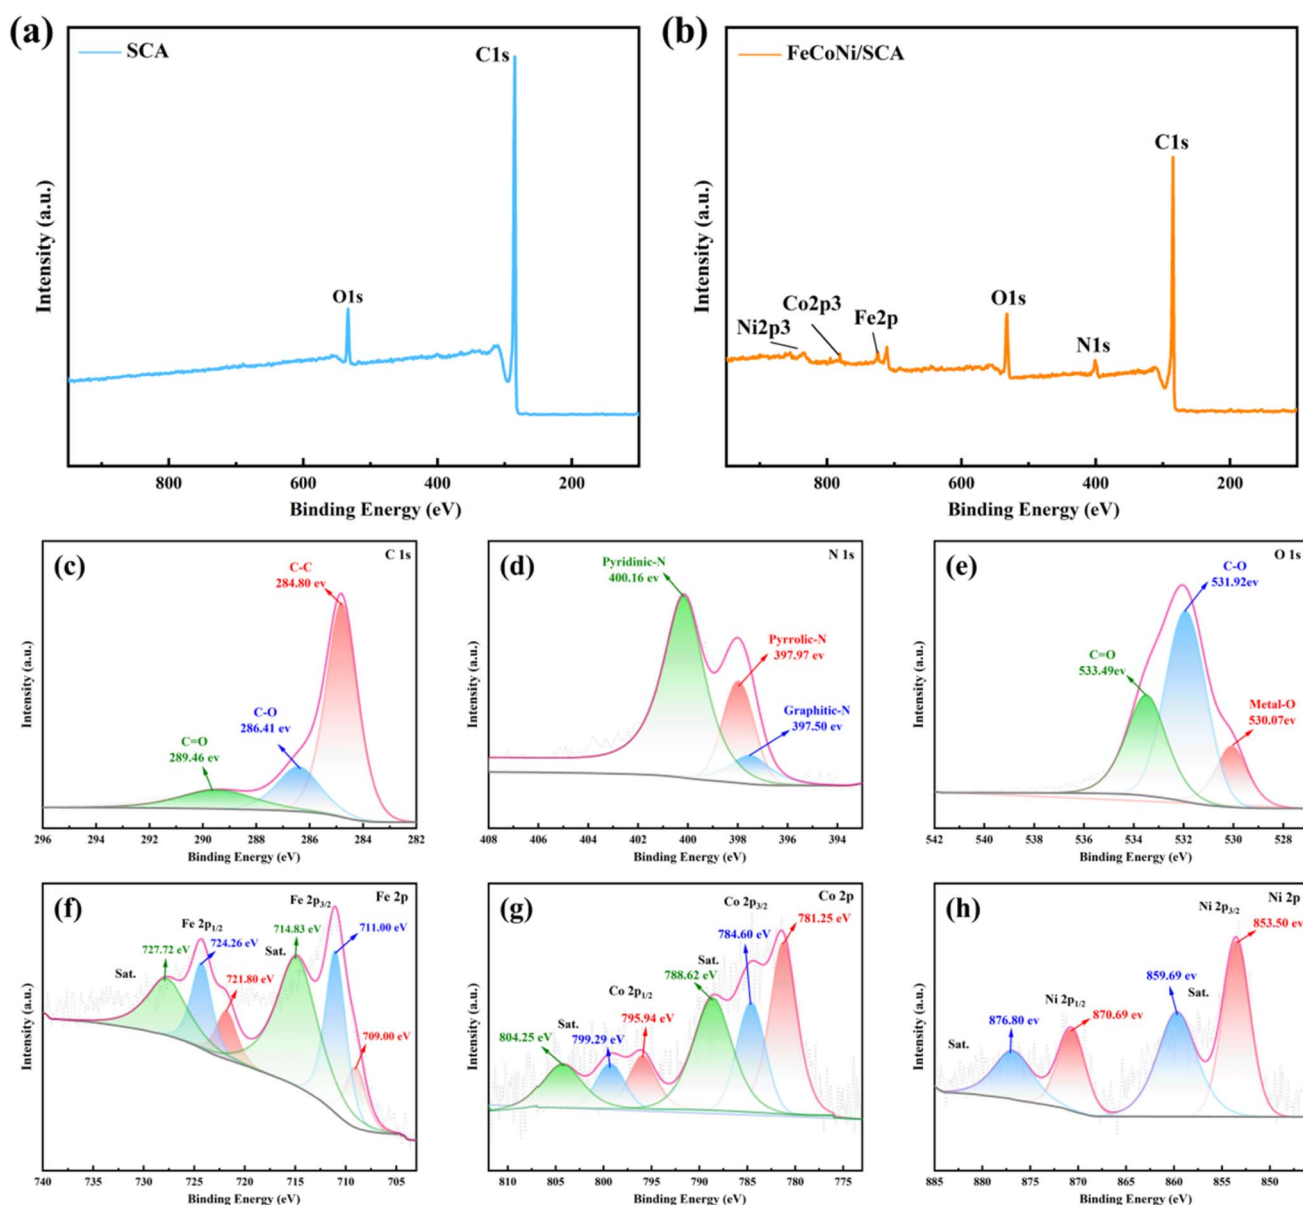 (a)
SCA
C1s
O1s
Intensity (a.u.)
800 600 400 200
Binding Energy (eV)
(b)
FeCoNi/SCA
C1s
O1s
Co2p3
Fe2p
Ni2p3
N1s
Intensity (a.u.)
800 600 400 200
Binding Energy (eV)
(c)
C 1s
C-C
284.80 ev
C-O
286.41 ev
C=O
289.46 ev
Intensity (a.u.)
296 294 292 290 288 286 284 282
Binding Energy (eV)
(d)
N 1s
Pyridinic-N
400.16 ev
Pyrrolic-N
397.97 ev
Graphitic-N
397.50 ev
Intensity (a.u.)
408 406 404 402 400 398 396 394
Binding Energy (eV)
(e)
O 1s
C-O
531.92ev
C=O
533.49ev
Metal-O
530.07ev
Intensity (a.u.)
542 540 538 536 534 532 530 528
Binding Energy (eV)
(f)
Fe 2p
Fe 2p3/2
714.83 eV
711.00 eV
Fe 2p1/2
727.72 eV
724.26 eV
Sat.
Sat.
721.80 eV
709.00 eV
Intensity (a.u.)
740 735 730 725 720 715 710 705
Binding Energy (eV)
(g)
Co 2p
Co 2p3/2
781.25 eV
784.60 eV
Sat.
788.62 eV
Co 2p1/2
795.94 eV
Sat.
799.29 eV
804.25 eV
Intensity (a.u.)
810 805 800 795 790 785 780 775
Binding Energy (eV)
(h)
Ni 2p
Ni 2p3/2
853.50 eV
859.69 eV
Sat.
Ni 2p1/2
870.69 eV
876.80 eV
Sat.
Intensity (a.u.)
885 880 875 870 865 860 855 850
Binding Energy (eV)